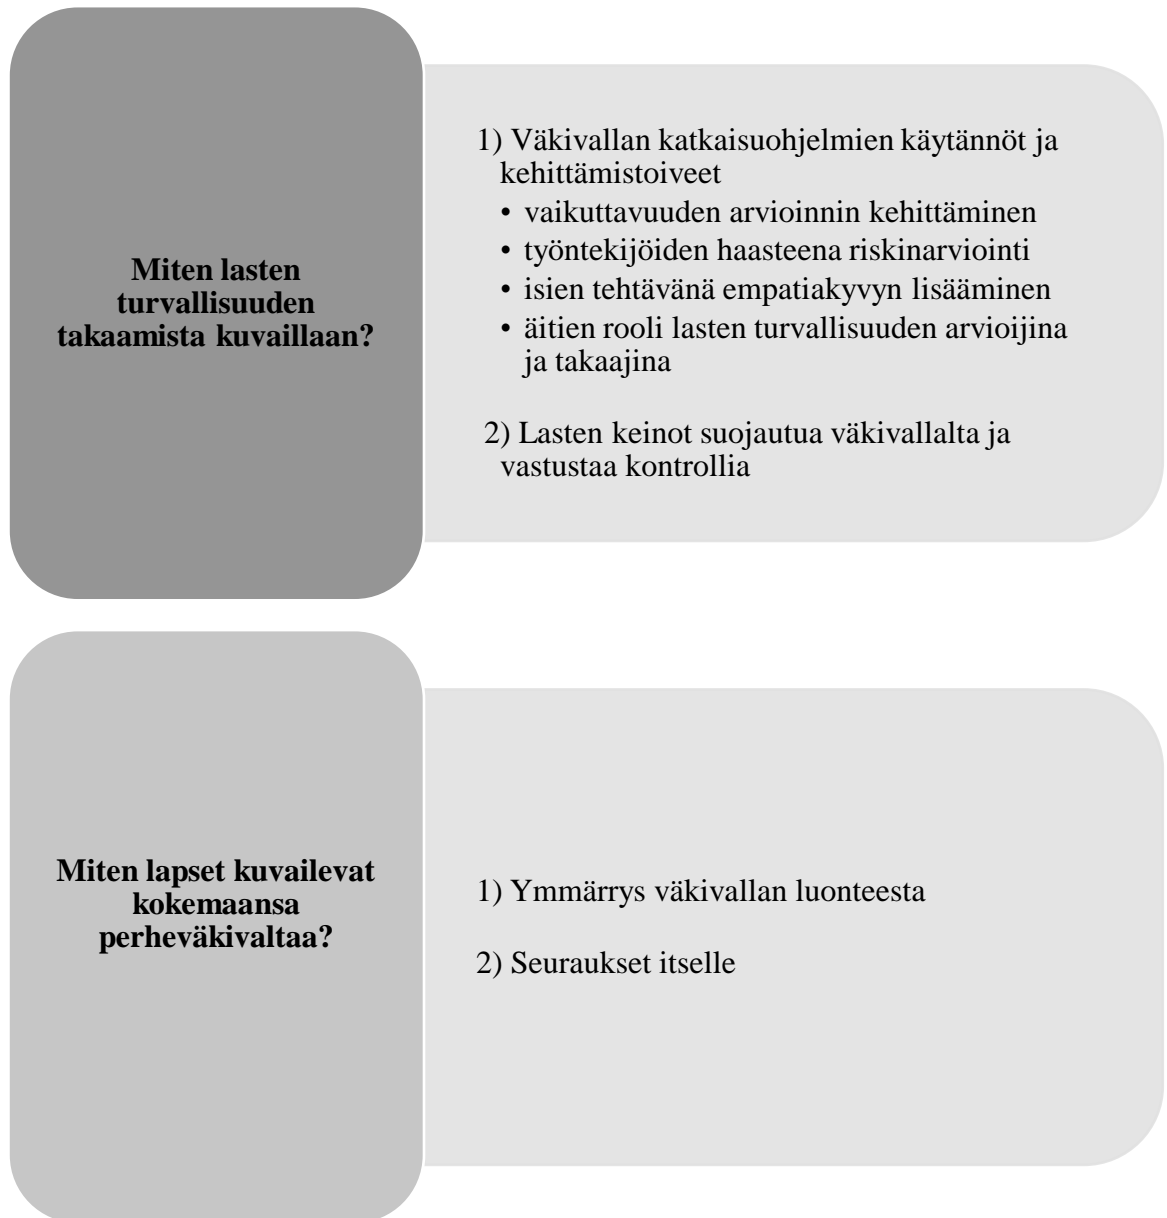 Miten lasten
turvallisuuden
takaamista kuvaillaan?
1) Väkivallan katkaisuohjelmien käytännöt ja
kehittämistoiveet
• vaikuttavuuden arvioinnin kehittäminen
• työntekijöiden haasteena riskinarviointi
• isien tehtävänä empatiakyvyn lisääminen
• äitien rooli lasten turvallisuuden arvioijina
ja takaajina
2) Lasten keinot suojautua väkivallalta ja
vastustaa kontrollia
Miten lapset kuvailevat
kokemaansa
perheväkivaltaa?
1) Ymmärrys väkivallan luonteesta
2) Seuraukset itselle